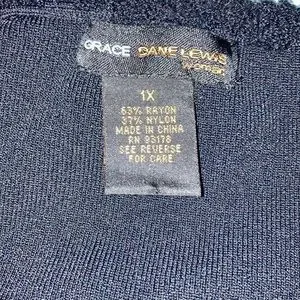 GRACE DANE LEWIS
woman
1X
63% RAYON
37% NYLON
MADE IN CHINA
RN 93178
SEE REVERSE
FOR CARE